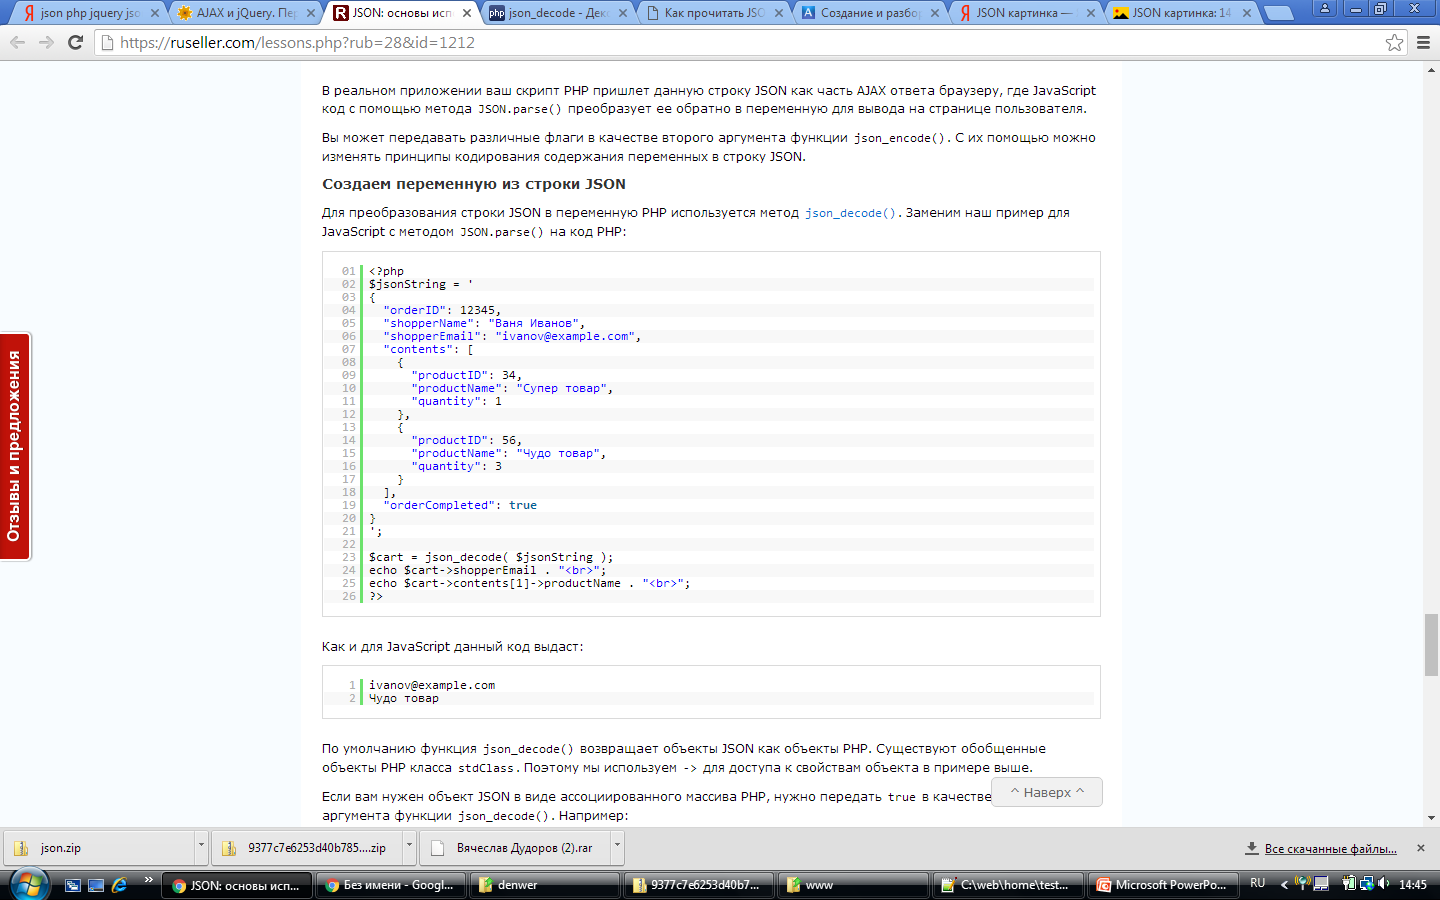 json php jquery jso
AJAX и jQuery. Пер
JSON: основы исп
json_decode - Дек
Как прочитать JSO
Создание и разбор
JSON картинка —
JSON картинка: 14
https://ruseller.com/lessons.php?rub=28&id=1212
В реальном приложении ваш скрипт PHP пришлет данную строку JSON как часть AJAX ответа браузеру, где JavaScript
код с помощью метода JSON.parse() преобразует ее обратно в переменную для вывода на странице пользователя.
Вы может передавать различные флаги в качестве второго аргумента функции json_encode(). С их помощью можно
изменять принципы кодирования содержания переменных в строку JSON.
Создаем переменную из строки JSON
Для преобразования строки JSON в переменную PHP используется метод json_decode(). Заменим наш пример для
JavaScript с методом JSON.parse() на код PHP:
01 <?php
02 $jsonString = '
03 {
04 "orderID": 12345,
05 "shopperName": "Ваня Иванов",
06 "shopperEmail": "ivanov@example.com",
07 "contents": [
08 {
09 "productID": 34,
10 "productName": "Супер товар",
11 "quantity": 1
12 },
13 {
14 "productID": 56,
15 "productName": "Чудо товар",
16 "quantity": 3
17 }
18 ],
19 "orderCompleted": true
20 }
21 ';
22
23 $cart = json_decode( $jsonString );
24 echo $cart->shopperEmail . "<br>";
25 echo $cart->contents[1]->productName . "<br>";
26 ?>
Как и для JavaScript данный код выдаст:
1 ivanov@example.com
2 Чудо товар
По умолчанию функция json_decode() возвращает объекты JSON как объекты PHP. Существуют обобщенные
объекты PHP класса stdClass. Поэтому мы используем -> для доступа к свойствам объекта в примере выше.
Если вам нужен объект JSON в виде ассоциированного массива PHP, нужно передать true в качестве
аргумента функции json_decode(). Например:
^ Наверх ^
Отзывы и предложения
json.zip
9377c7e6253d40b785....zip
Вячеслав Дудоров (2).rar
Все скачанные файлы...
JSON: основы исп...
Без имени - Googl...
denwer
9377c7e6253d40b7...
www
C:\web\home\test...
Microsoft PowerPo...
RU
14:45